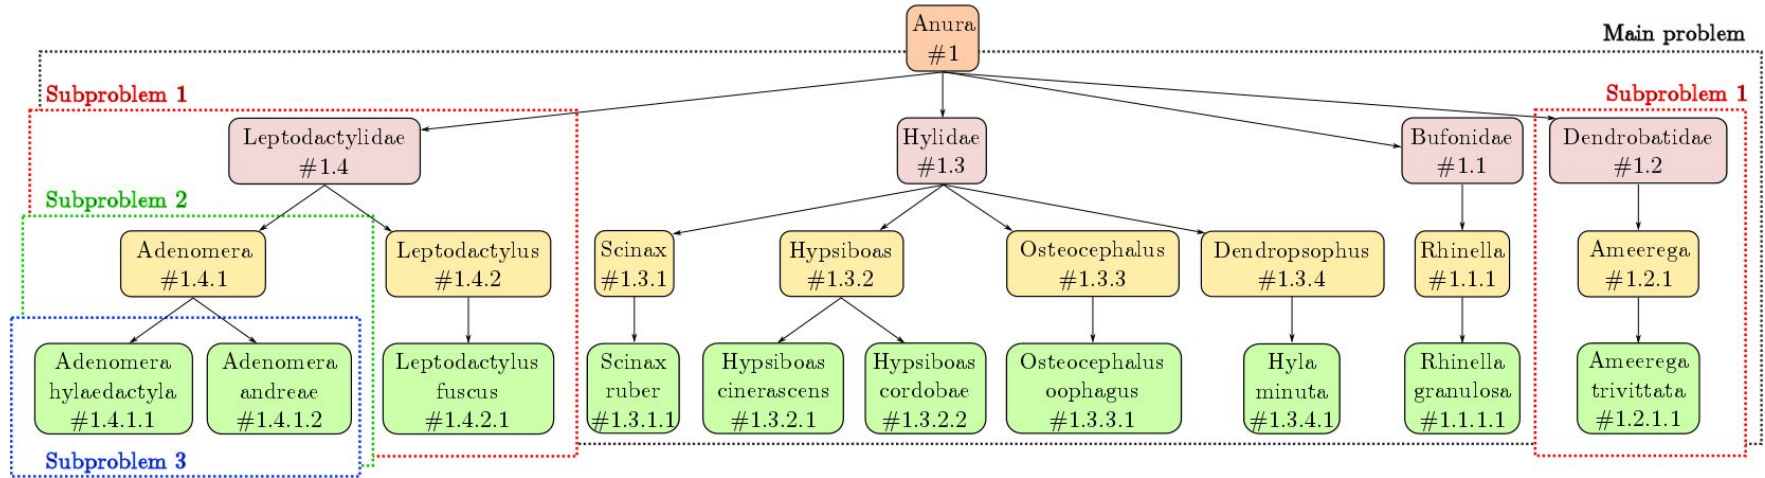 Anura
#1
Main problem
Subproblem 1
Subproblem 1
Leptodactylidae
#1.4
Hylidae
#1.3
Bufonidae
#1.1
Dendrobatidae
#1.2
Subproblem 2
Adenomera
#1.4.1
Leptodactylus
#1.4.2
Scinax
#1.3.1
Hypsiboas
#1.3.2
Osteocephalus
#1.3.3
Dendropsophus
#1.3.4
Rhinella
#1.1.1
Ameerega
#1.2.1
Adenomera
hylaedactyla
#1.4.1.1
Adenomera
andreae
#1.4.1.2
Leptodactylus
fuscus
#1.4.2.1
Scinax
ruber
#1.3.1.1
Hypsiboas
cinerascens
#1.3.2.1
Hypsiboas
cordobae
#1.3.2.2
Osteocephalus
oophagus
#1.3.3.1
Hyla
minuta
#1.3.4.1
Rhinella
granulosa
#1.1.1.1
Ameerega
trivittata
#1.2.1.1
Subproblem 3